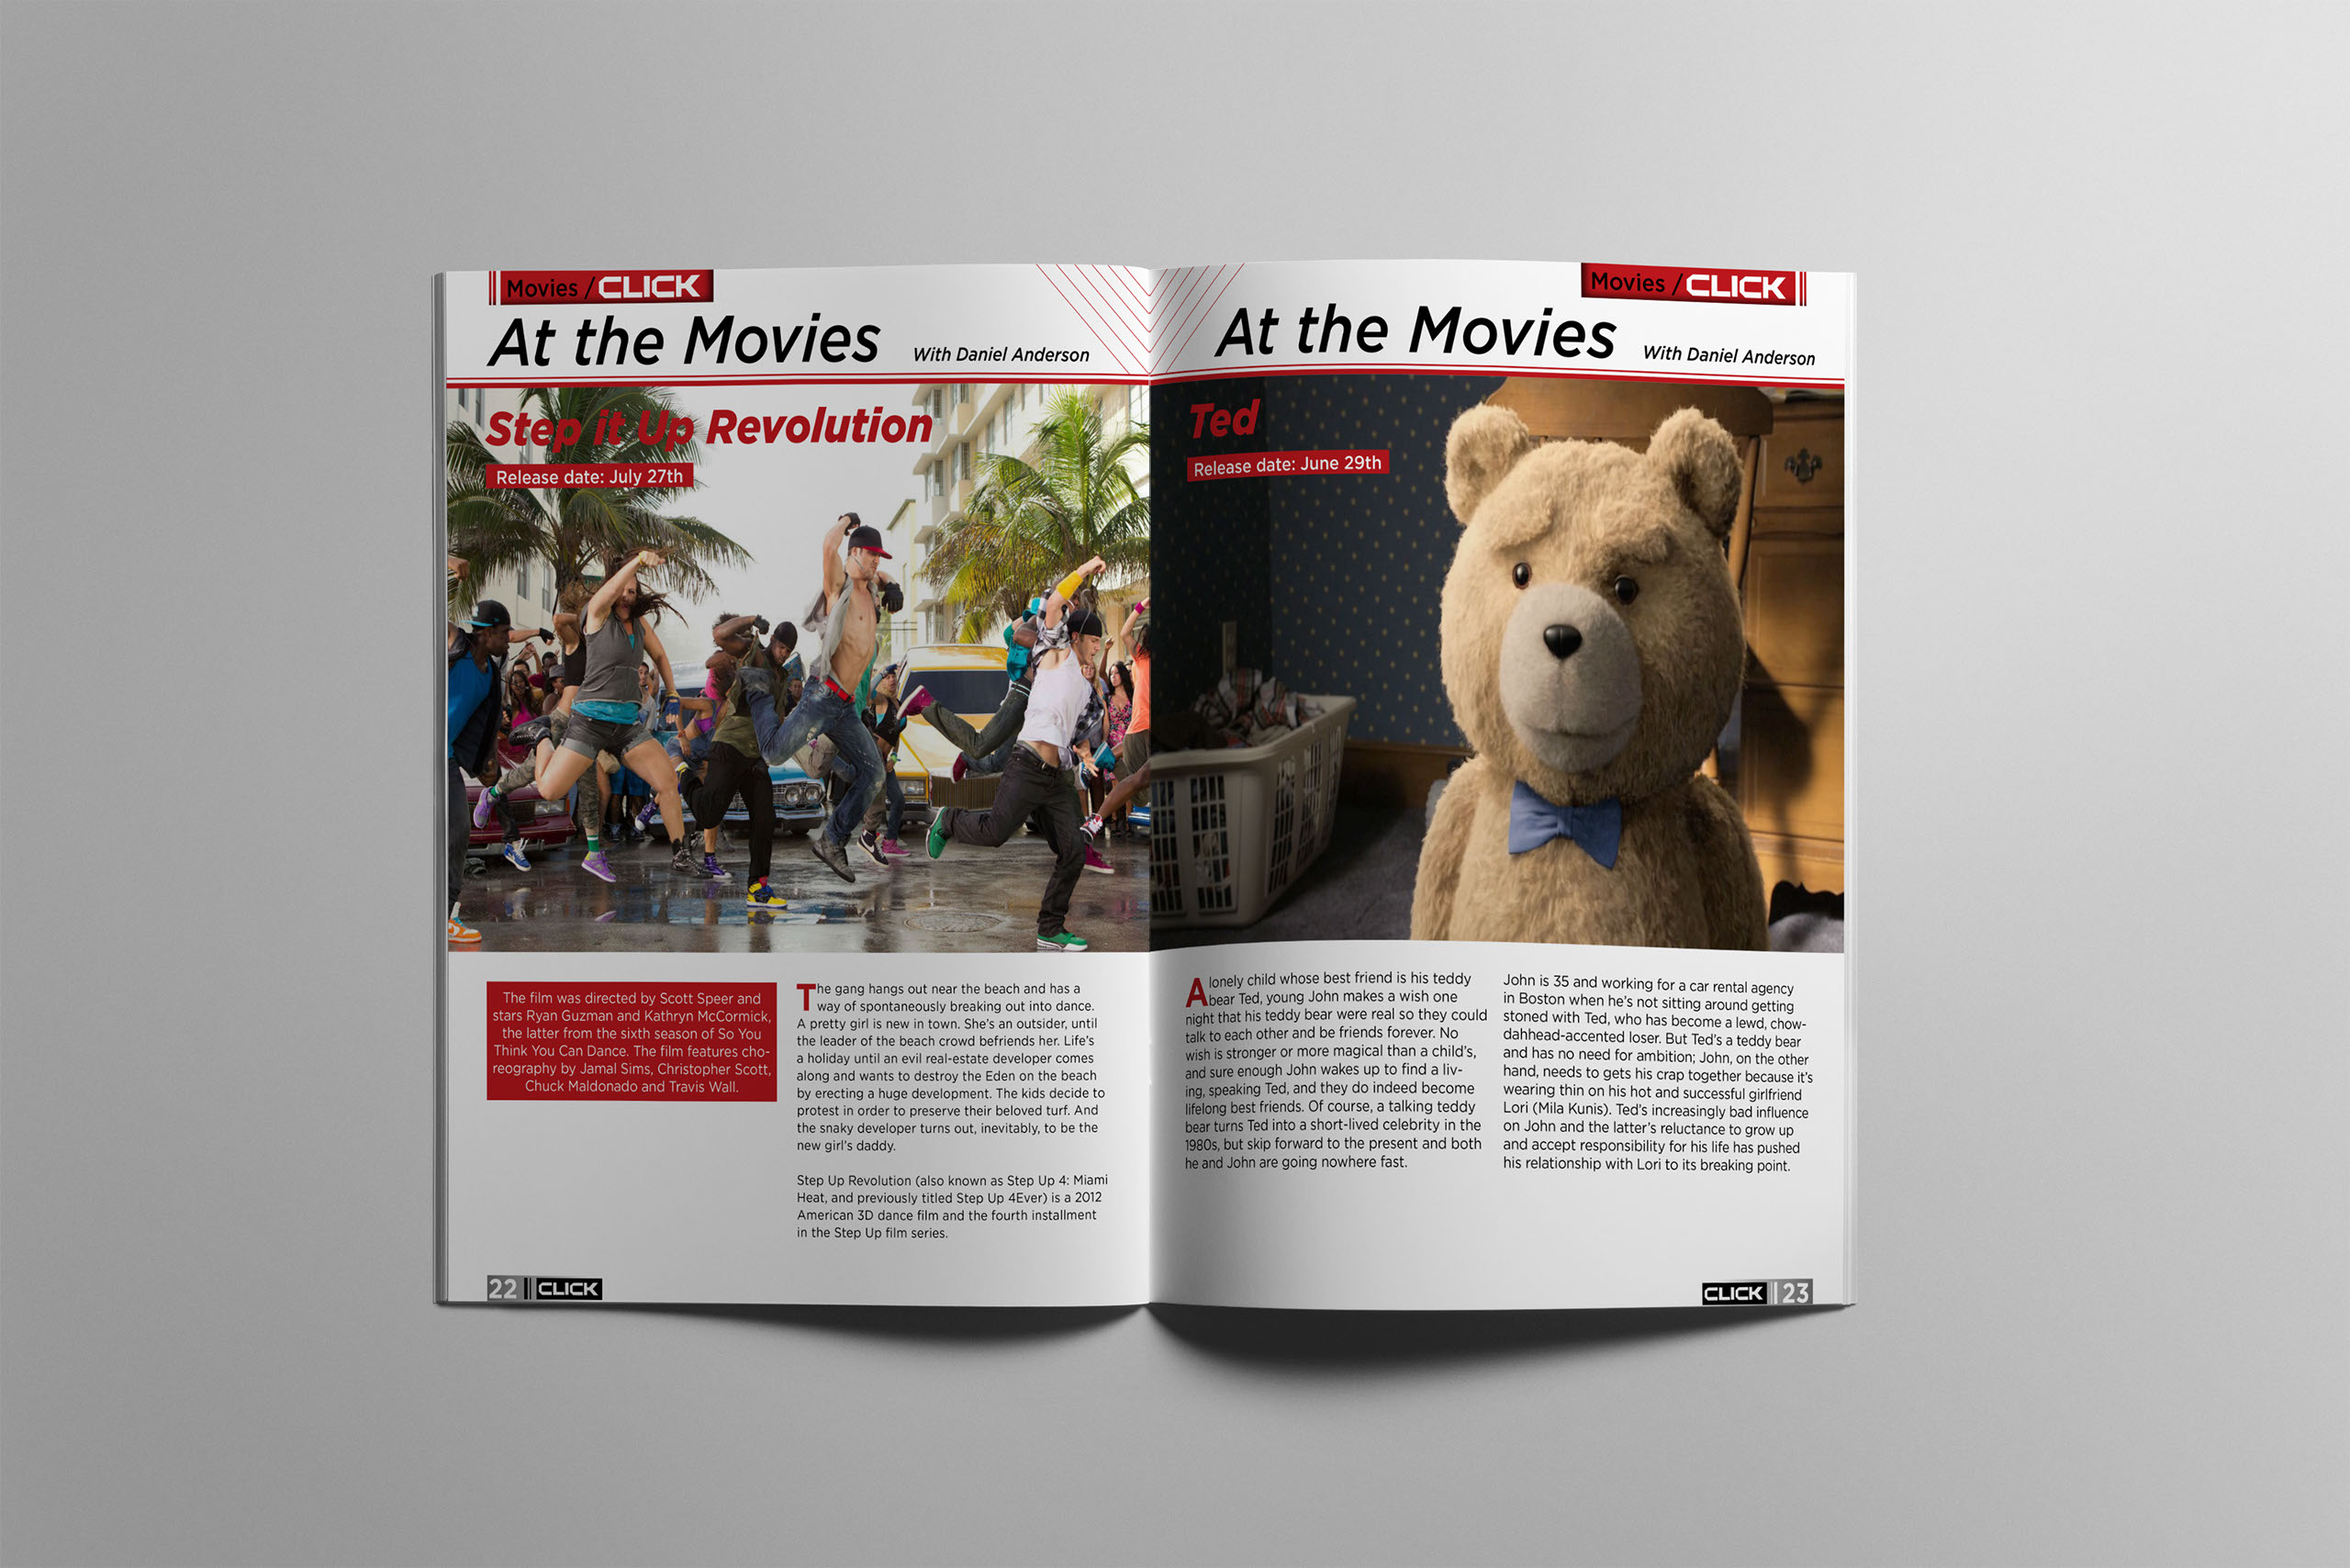 Movies / CLICK
At the Movies
With Daniel Anderson
Step it Up Revolution
Release date: July 27th
The film was directed by Scott Speer and
stars Ryan Guzman and Kathryn McCormick,
the latter from the sixth season of So You
Think You Can Dance. The film features cho-
reography by Jamal Sims, Christopher Scott,
Chuck Maldonado and Travis Wall.
The gang hangs out near the beach and has a
way of spontaneously breaking out into dance.
A pretty girl is new in town. She's an outsider, until
the leader of the beach crowd befriends her. Life's
a holiday until an evil real-estate developer comes
along and wants to destroy the Eden on the beach
by erecting a huge development. The kids decide to
protest in order to preserve their beloved turf. And
the snaky developer turns out, inevitably, to be the
new girl's daddy.
Step Up Revolution (also known as Step Up 4: Miami
Heat, and previously titled Step Up 4Ever) is a 2012
American 3D dance film and the fourth installment
in the Step Up film series.
22 CLICK
Movies / CLICK
At the Movies
With Daniel Anderson
Ted
Release date: June 29th
A lonely child whose best friend is his teddy
bear Ted, young John makes a wish one
night that his teddy bear were real so they could
talk to each other and be friends forever. No
wish is stronger or more magical than a child's,
and sure enough John wakes up to find a liv-
ing, speaking Ted, and they do indeed become
lifelong best friends. Of course, a talking teddy
bear turns Ted into a short-lived celebrity in the
1980s, but skip forward to the present and both
he and John are going nowhere fast.
John is 35 and working for a car rental agency
in Boston when he's not sitting around getting
stoned with Ted, who has become a lewd, chow-
dahhead-accented loser. But Ted's a teddy bear
and has no need for ambition; John, on the other
hand, needs to gets his crap together because it's
wearing thin on his hot and successful girlfriend
Lori (Mila Kunis). Ted's increasingly bad influence
on John and the latter's reluctance to grow up
and accept responsibility for his life has pushed
his relationship with Lori to its breaking point.
CLICK 23